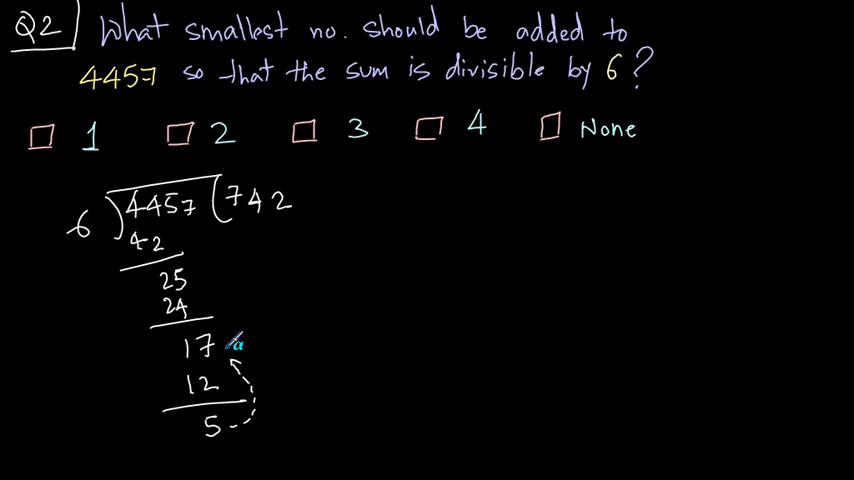 Q2 What smallest no. should be added to
4457 so that the sum is divisible by 6?
1 2 3 4 None
6 ) 4457 ( 742
42
25
24
17 a
12
5